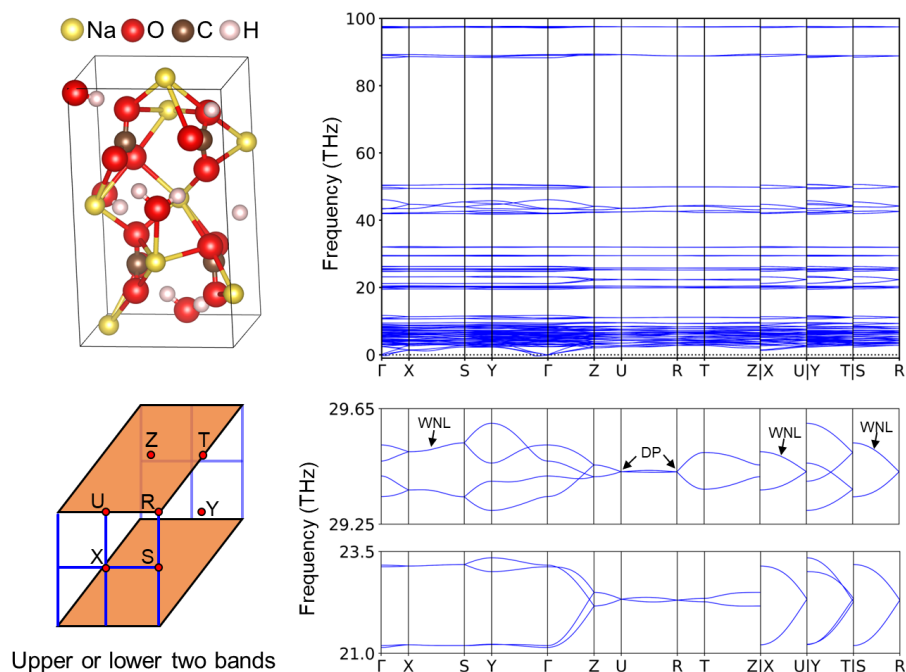 Na O C H
Frequency (THz)
100
80
60
40
20
0
Γ X S Y Γ Z U R T Z|X U|Y T|S R
Z T
U R Y
X S
Upper or lower two bands
Frequency (THz)
29.65
29.25
WNL DP WNL WNL
23.5
21.0
Γ X S Y Γ Z U R T Z|X U|Y T|S R